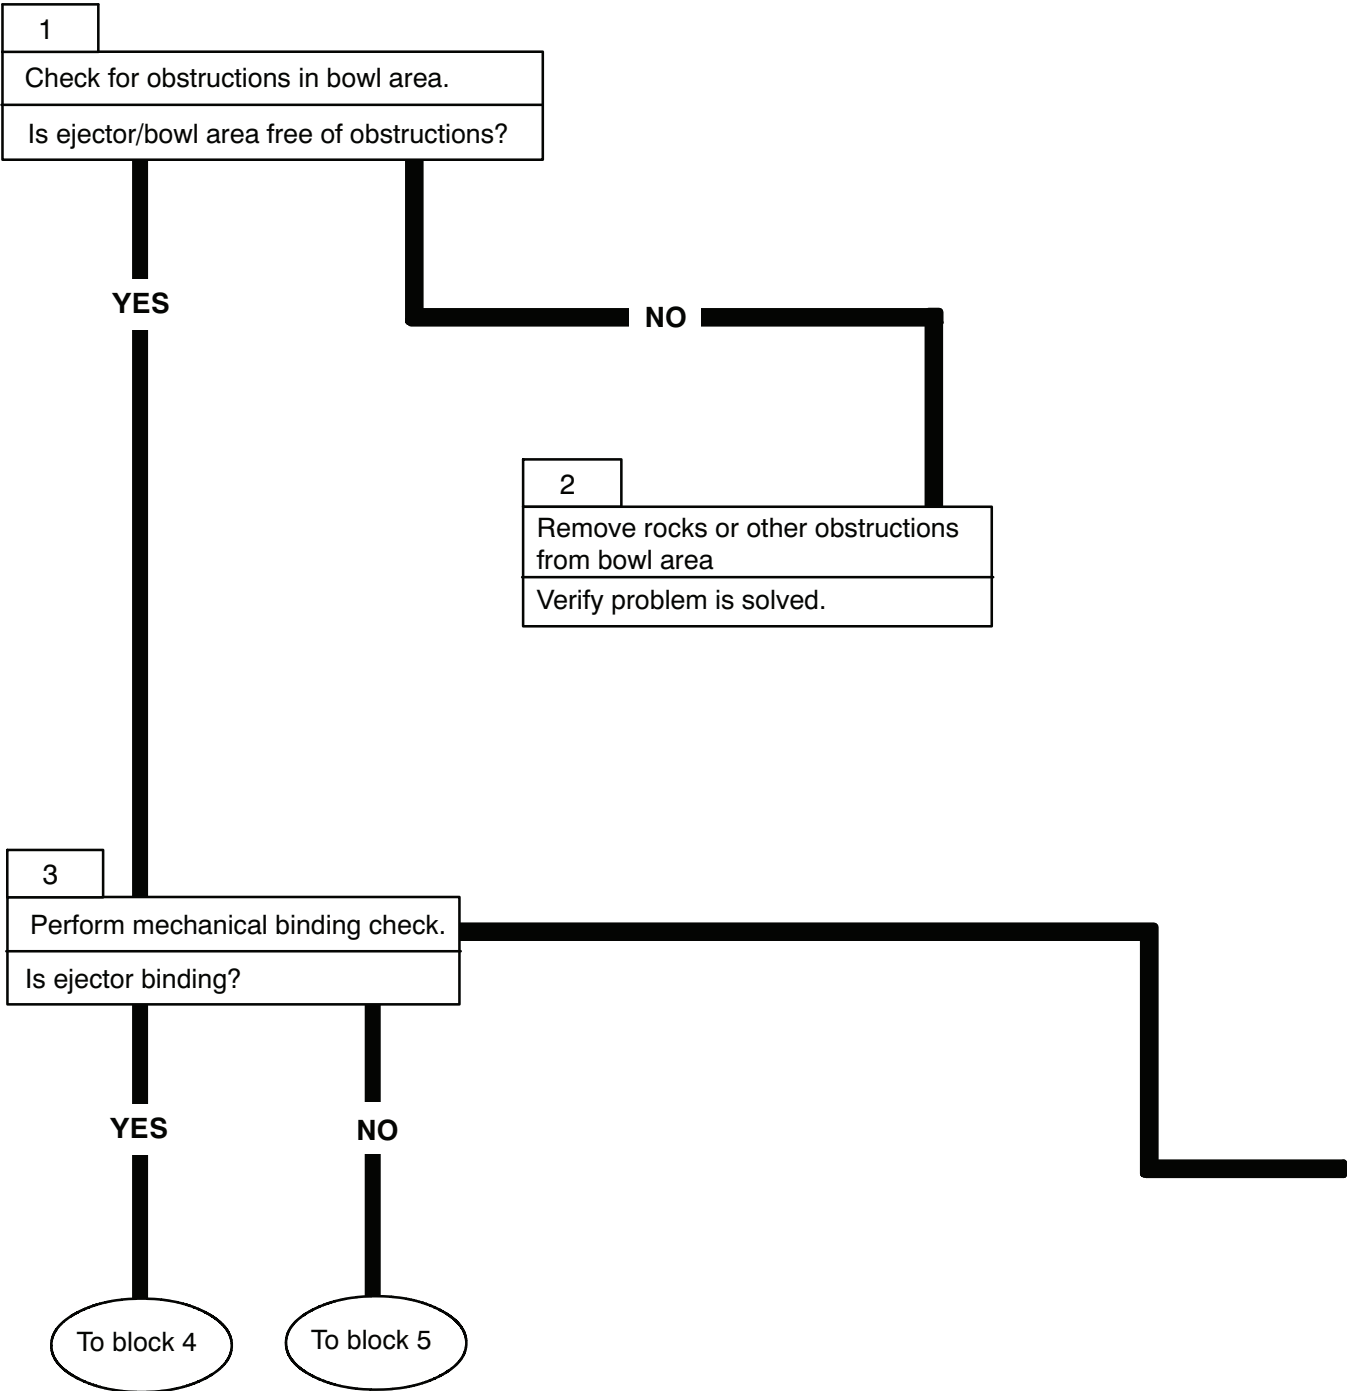 1
Check for obstructions in bowl area.
Is ejector/bowl area free of obstructions?
YES
NO
2
Remove rocks or other obstructions
from bowl area
Verify problem is solved.
3
Perform mechanical binding check.
Is ejector binding?
YES
NO
To block 4
To block 5